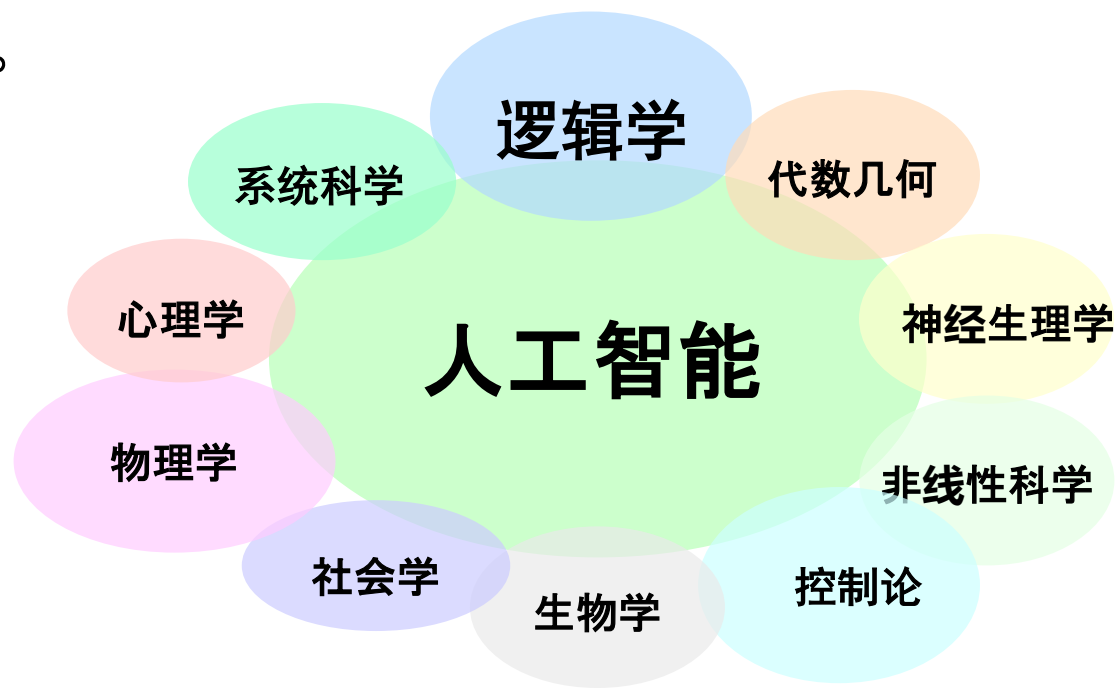 。
逻辑学
代数几何
系统科学
心理学
神经生理学
人工智能
物理学
非线性科学
社会学
控制论
生物学